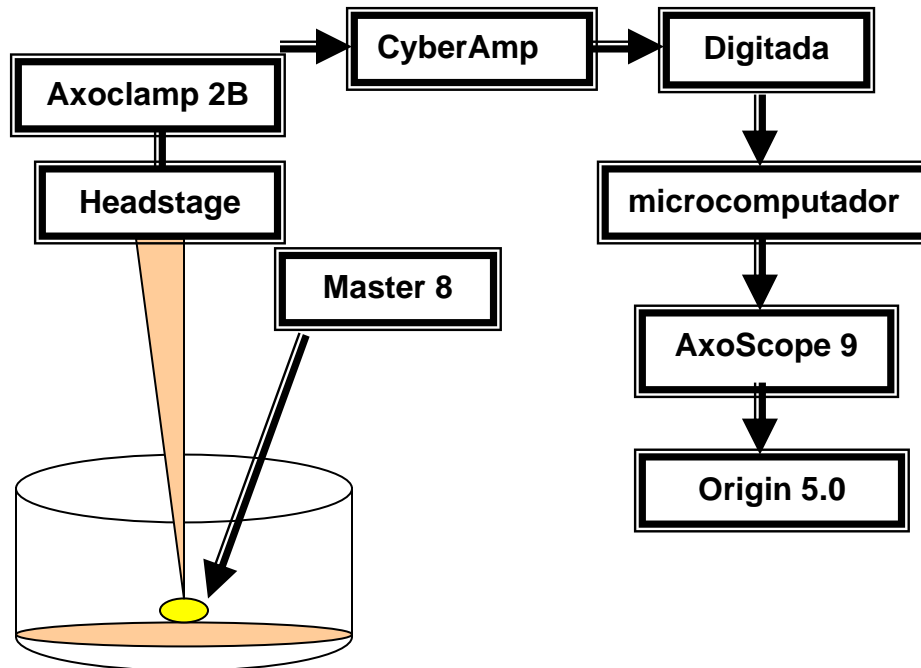 CyberAmp
Digitada
Axoclamp 2B
Headstage
microcomputador
Master 8
AxoScope 9
Origin 5.0